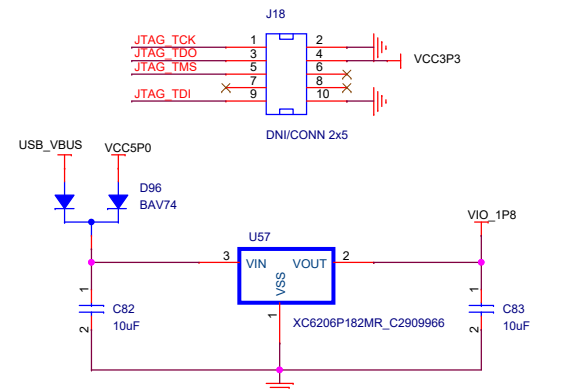 J18
JTAG_TCK 1 2
JTAG_TDO 3 4 VCC3P3
JTAG_TMS 5 6
7 8
JTAG_TDI 9 10
DNI/CONN 2x5
USB_VBUS VCC5P0
D96
BAV74
VIO_1P8
U57
3 VIN VOUT 2
VSS
1
1 C82 2
10uF
XC6206P182MR_C2909966
1 C83 2
10uF